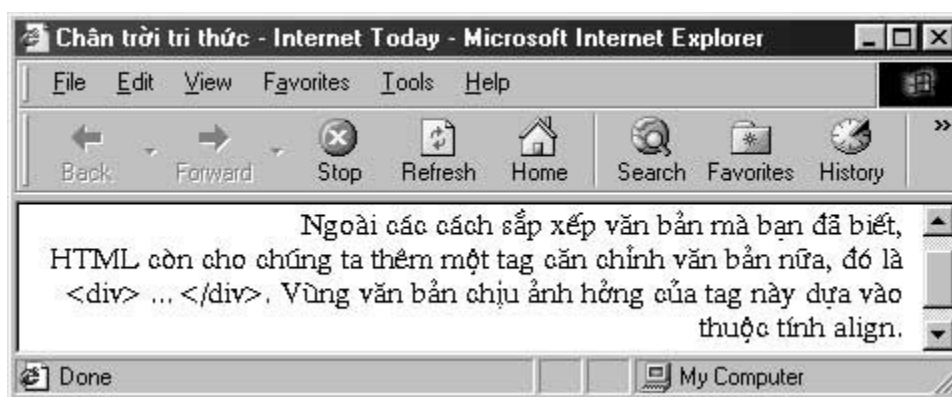 Chân trời tri thức - Internet Today - Microsoft Internet Explorer
File Edit View Favorites Tools Help
Back Forward Stop Refresh Home Search Favorites History »
Ngoài các cách sắp xếp văn bản mà bạn đã biết,
HTML còn cho chúng ta thêm một tag căn chỉnh văn bản nữa, đó là
<div> ... </div>. Vùng văn bản chịu ảnh hởng của tag này dựa vào
thuộc tính align.
Done My Computer